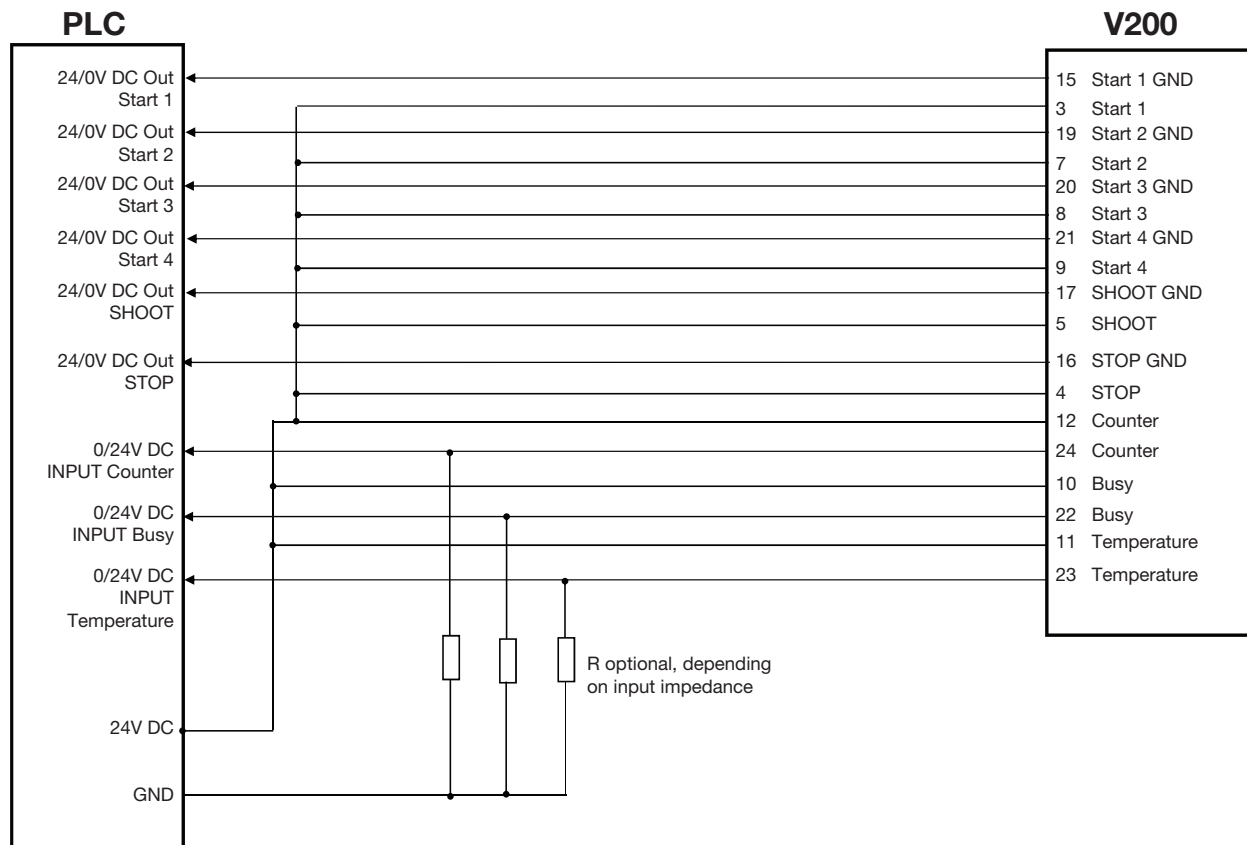 PLC
V200
24/0V DC Out
Start 1
24/0V DC Out
Start 2
24/0V DC Out
Start 3
24/0V DC Out
Start 4
24/0V DC Out
SHOOT
24/0V DC Out
STOP
0/24V DC
INPUT Counter
0/24V DC
INPUT Busy
0/24V DC
INPUT
Temperature
24V DC
GND
15 Start 1 GND
3 Start 1
19 Start 2 GND
7 Start 2
20 Start 3 GND
8 Start 3
21 Start 4 GND
9 Start 4
17 SHOOT GND
5 SHOOT
16 STOP GND
4 STOP
12 Counter
24 Counter
10 Busy
22 Busy
11 Temperature
23 Temperature
R optional, depending
on input impedance